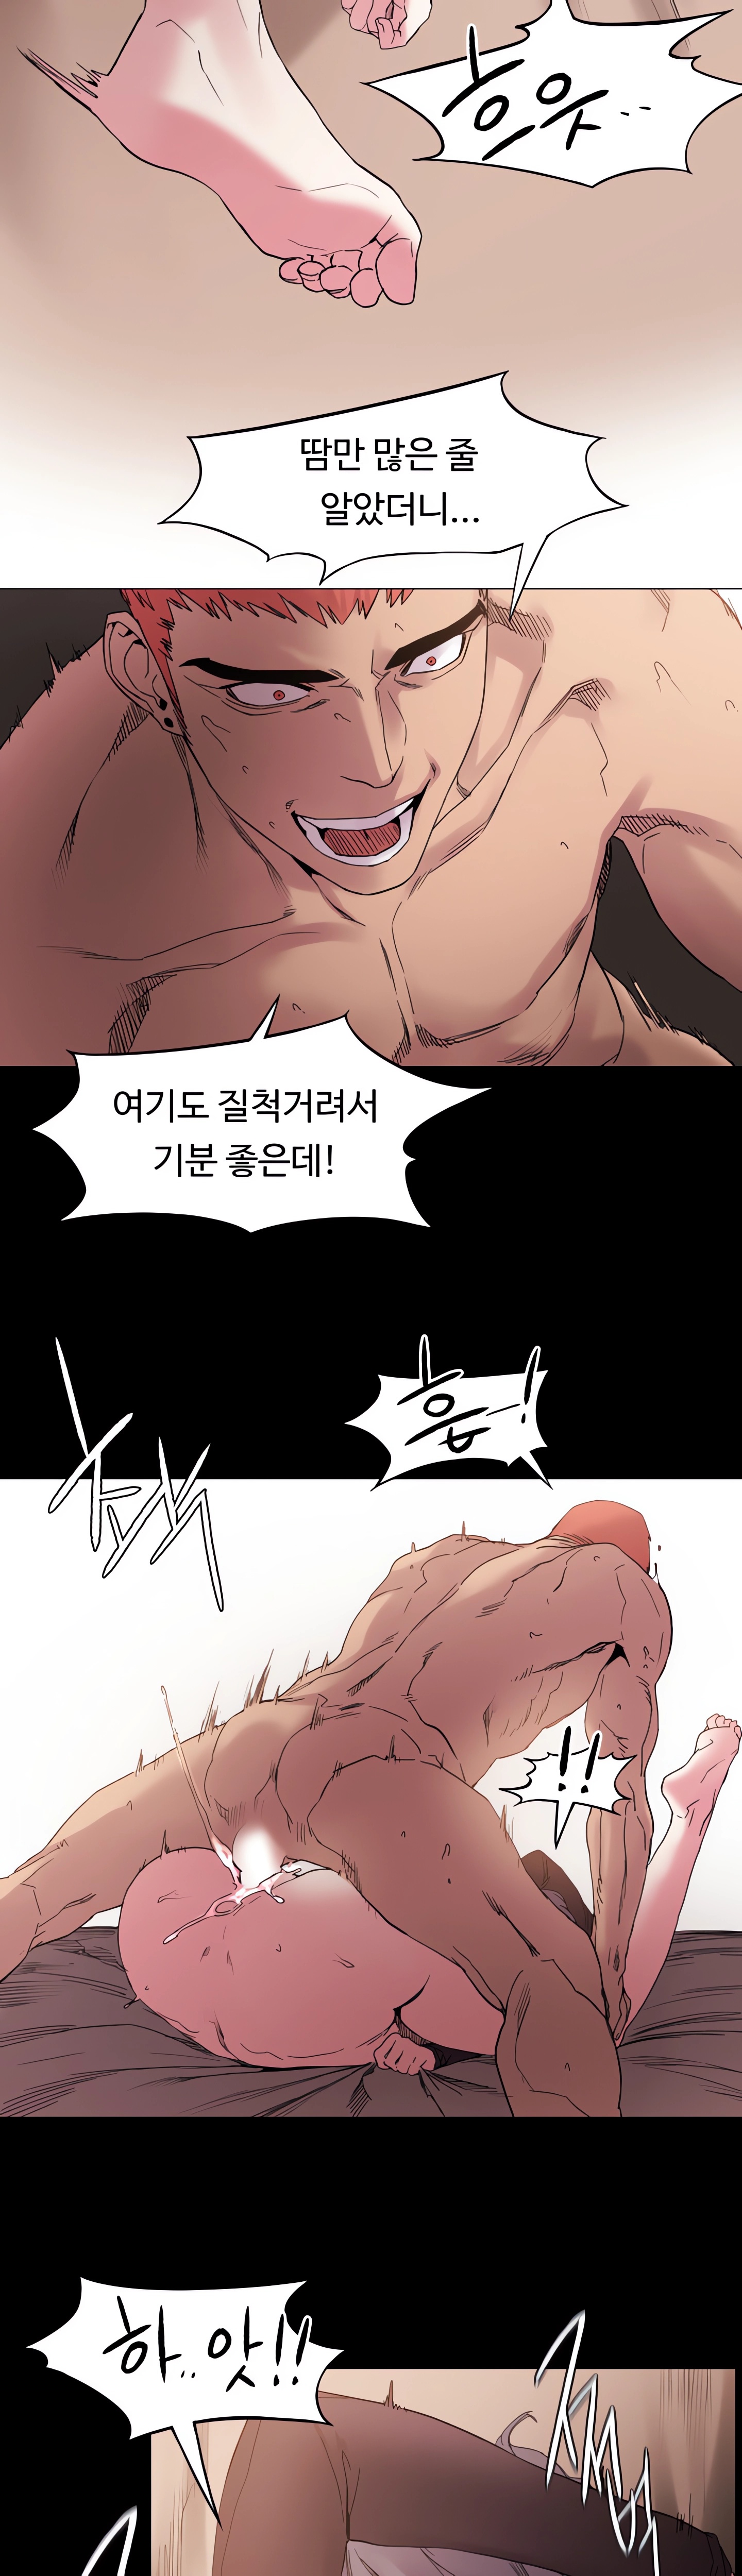 흐읏..
땀만 많은 줄
알았더니...
여기도 질척거려서
기분 좋은데!
흡-!
!!
하..앗!!